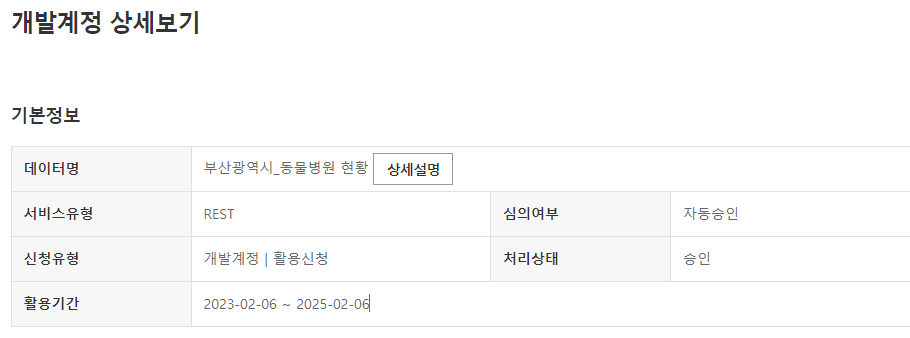 개발계정 상세보기
기본정보
데이터명 부산광역시_동물병원 현황 상세설명
서비스유형 REST 심의여부 자동승인
신청유형 개발계정 | 활용신청 처리상태 승인
활용기간 2023-02-06 ~ 2025-02-06